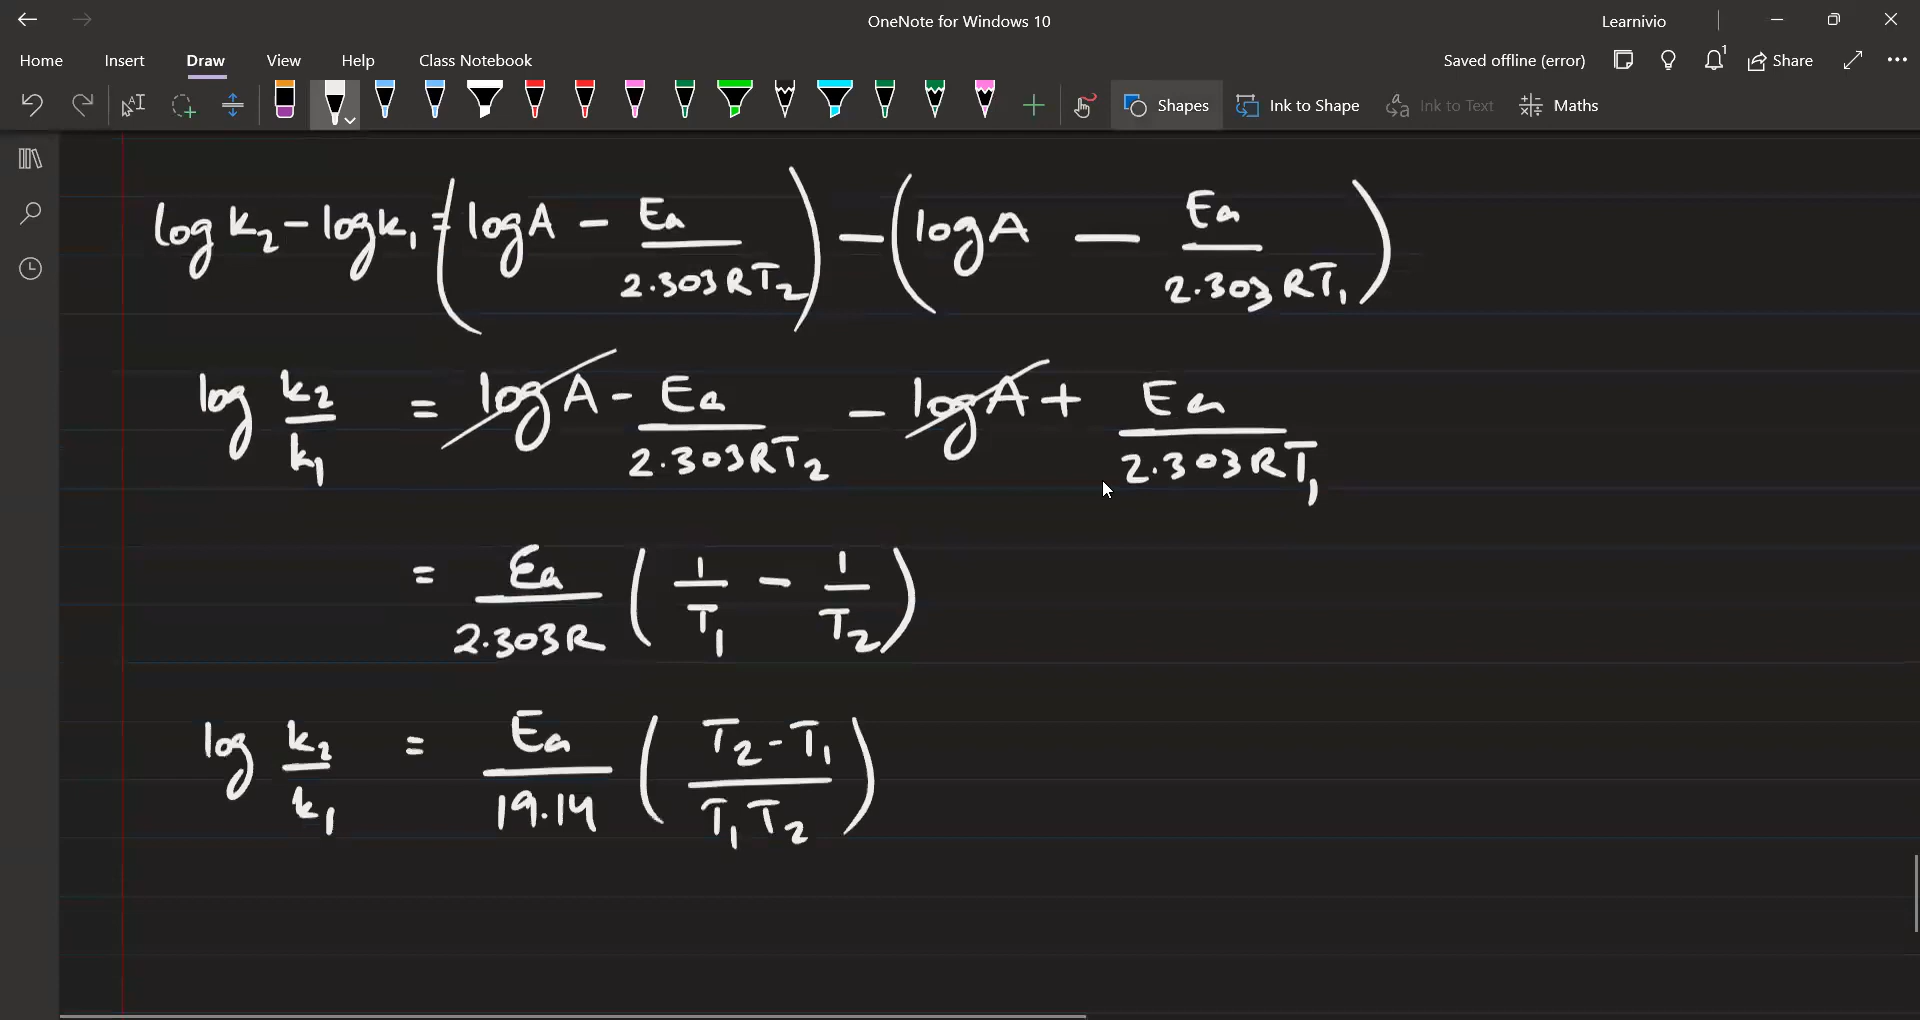 OneNote for Windows 10
Learnivio
Home Insert Draw View Help Class Notebook
Saved offline (error) 1 Share
Shapes Ink to Shape Ink to Text Maths
log k₂ - log k₁ = (log A - Ea/2.303RT₂) - (log A - Ea/2.303RT₁)
log k₂/k₁ = log A - Ea/2.303RT₂ - log A + Ea/2.303RT₁
= Ea/2.303R (1/T₁ - 1/T₂)
log k₂/k₁ = Ea/19.14 (T₂-T₁/T₁T₂)